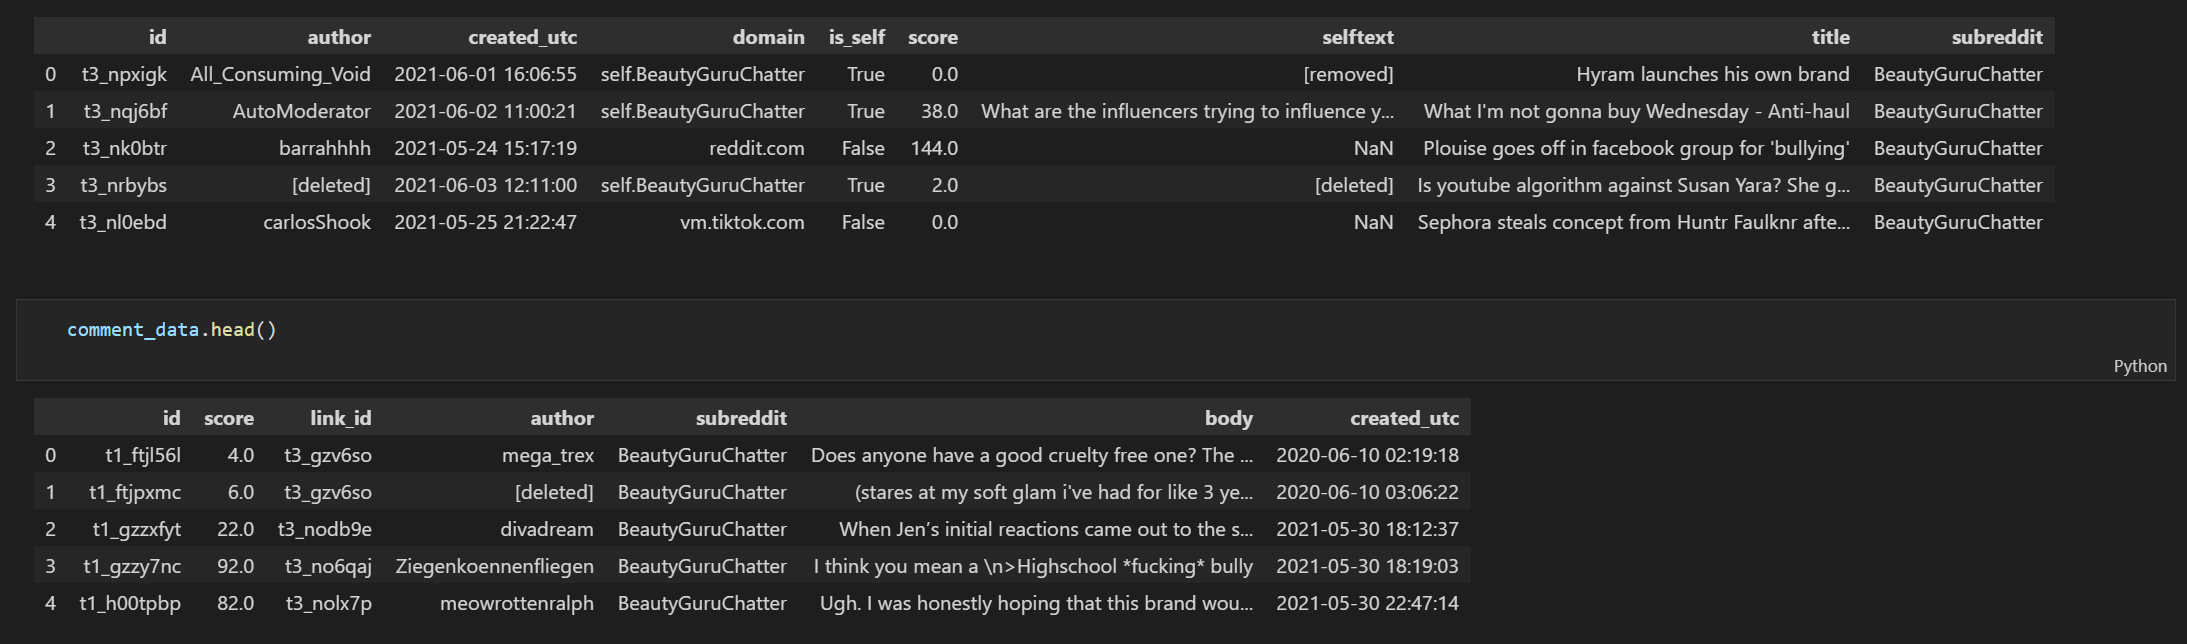 id author created_utc domain is_self score selftext title subreddit
0 t3_npxigk All_Consuming_Void 2021-06-01 16:06:55 self.BeautyGuruChatter True 0.0 [removed] Hyram launches his own brand BeautyGuruChatter
1 t3_nqj6bf AutoModerator 2021-06-02 11:00:21 self.BeautyGuruChatter True 38.0 What are the influencers trying to influence y... What I'm not gonna buy Wednesday - Anti-haul BeautyGuruChatter
2 t3_nk0btr barrahhhh 2021-05-24 15:17:19 reddit.com False 144.0 NaN Plouise goes off in facebook group for 'bullying' BeautyGuruChatter
3 t3_nrbybs [deleted] 2021-06-03 12:11:00 self.BeautyGuruChatter True 2.0 [deleted] Is youtube algorithm against Susan Yara? She g... BeautyGuruChatter
4 t3_nl0ebd carlosShook 2021-05-25 21:22:47 vm.tiktok.com False 0.0 NaN Sephora steals concept from Huntr Faulknr afte... BeautyGuruChatter
comment_data.head()
Python
id score link_id author subreddit body created_utc
0 t1_ftjl56l 4.0 t3_gzv6so mega_trex BeautyGuruChatter Does anyone have a good cruelty free one? The ... 2020-06-10 02:19:18
1 t1_ftjpxmc 6.0 t3_gzv6so [deleted] BeautyGuruChatter (stares at my soft glam i've had for like 3 ye... 2020-06-10 03:06:22
2 t1_gzzxfyt 22.0 t3_nodb9e divadream BeautyGuruChatter When Jen’s initial reactions came out to the s... 2021-05-30 18:12:37
3 t1_gzzy7nc 92.0 t3_no6qaj Ziegenkoennenfliegen BeautyGuruChatter I think you mean a \n>Highschool *fucking* bully 2021-05-30 18:19:03
4 t1_h00tpbp 82.0 t3_nolx7p meowrottenralph BeautyGuruChatter Ugh. I was honestly hoping that this brand wou... 2021-05-30 22:47:14